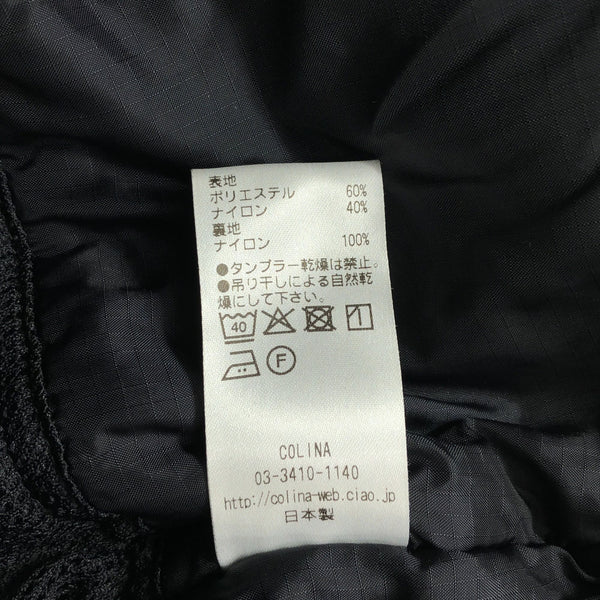 表地
ポリエステル 60%
ナイロン 40%
裏地
ナイロン 100%
●タンブラー乾燥は禁止。
●吊り干しによる自然乾
燥にして下さい。
40
F
COLINA
03-3410-1140
http://colina-web.ciao.jp
日本製